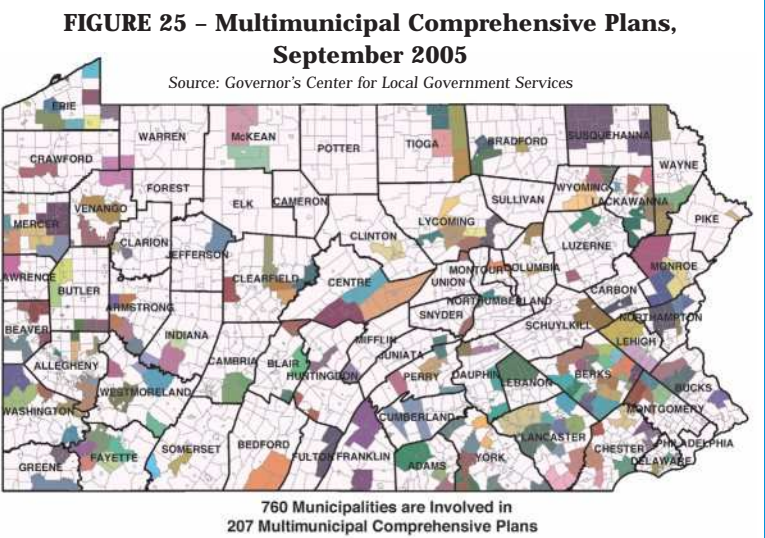 FIGURE 25 – Multimunicipal Comprehensive Plans,
September 2005
Source: Governor's Center for Local Government Services
ERIE
WARREN
McKEAN
POTTER
TIOGA
BRADFORD
SUSQUEHANNA
WAYNE
CRAWFORD
FOREST
ELK
CAMERON
SULLIVAN
WYOMING
LACKAWANNA
PIKE
MERCER
VENANGO
CLARION
JEFFERSON
CLINTON
LYCOMING
LUZERNE
AWRENCE
BUTLER
CLEARFIELD
CENTRE
UNION
MONTOUR
COLUMBIA
MONROE
CARBON
ARMSTRONG
NORTHUMBERLAND
SNYDER
SCHUYLKILL
NORTHAMPTON
LEHIGH
BEAVER
INDIANA
MIFFLIN
JUNIATA
ALLEGHENY
CAMBRIA
BLAIR
HUNTINGDON
PERRY
DAUPHIN
LEBANON
BERKS
BUCKS
WESTMORELAND
WASHINGTON
CUMBERLAND
MONTGOMERY
LANCASTER
CHESTER
PHILADELPHIA
DELAWARE
GREENE
FAYETTE
SOMERSET
BEDFORD
FULTON
FRANKLIN
ADAMS
YORK
760 Municipalities are Involved in
207 Multimunicipal Comprehensive Plans